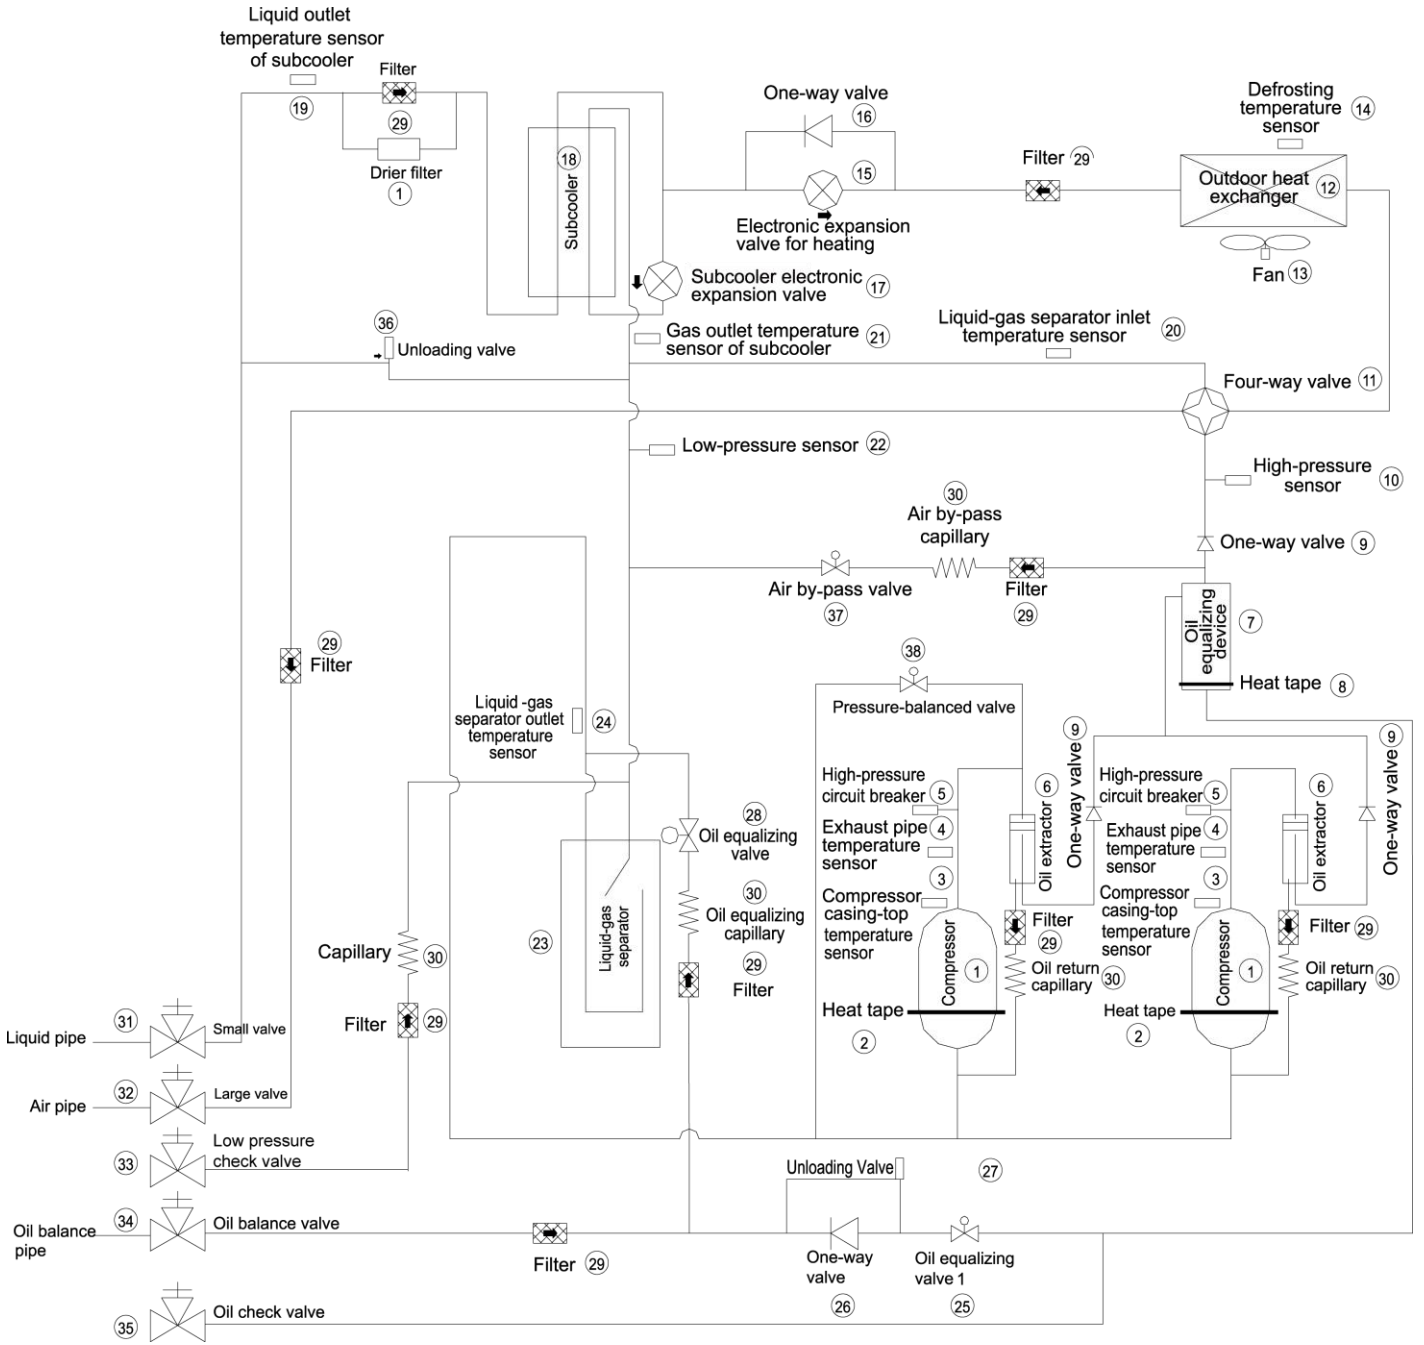 Liquid outlet
temperature sensor
of subcooler
19
Filter
29
Drier filter
1
18
Subcooler
One-way valve
16
15
Electronic expansion
valve for heating
Filter 29
Defrosting
temperature
sensor
14
Outdoor heat
exchanger
12
Fan 13
Subcooler electronic
expansion valve
17
36
Unloading valve
Gas outlet temperature
sensor of subcooler
21
Liquid-gas separator inlet
temperature sensor
20
Four-way valve 11
Low-pressure sensor 22
High-pressure
sensor
10
30
Air by-pass
capillary
One-way valve 9
Air by-pass valve
37
Filter
29
Oil
equalizing
device
7
Heat tape 8
29
Filter
38
Pressure-balanced valve
Liquid -gas
separator outlet
temperature
sensor
24
High-pressure
circuit breaker
5
Exhaust pipe
temperature
sensor
4
3
Compressor
casing-top
temperature
sensor
6
Oil extractor
9
One-way valve
High-pressure
circuit breaker
5
Exhaust pipe
temperature
sensor
4
3
Compressor
casing-top
temperature
sensor
6
Oil extractor
9
One-way valve
28
Oil equalizing
valve
30
Oil equalizing
capillary
29
Filter
23
Liquid-gas
separator
Capillary
30
Filter 29
Compressor
1
Filter
29
Oil return
capillary
30
Heat tape
2
Compressor
1
Filter 29
Oil return
capillary
30
Heat tape
2
31
Liquid pipe
Small valve
32
Air pipe
Large valve
33
Low pressure
check valve
34
Oil balance
pipe
Oil balance valve
Filter 29
Unloading Valve
27
One-way
valve
26
Oil equalizing
valve 1
25
35
Oil check valve